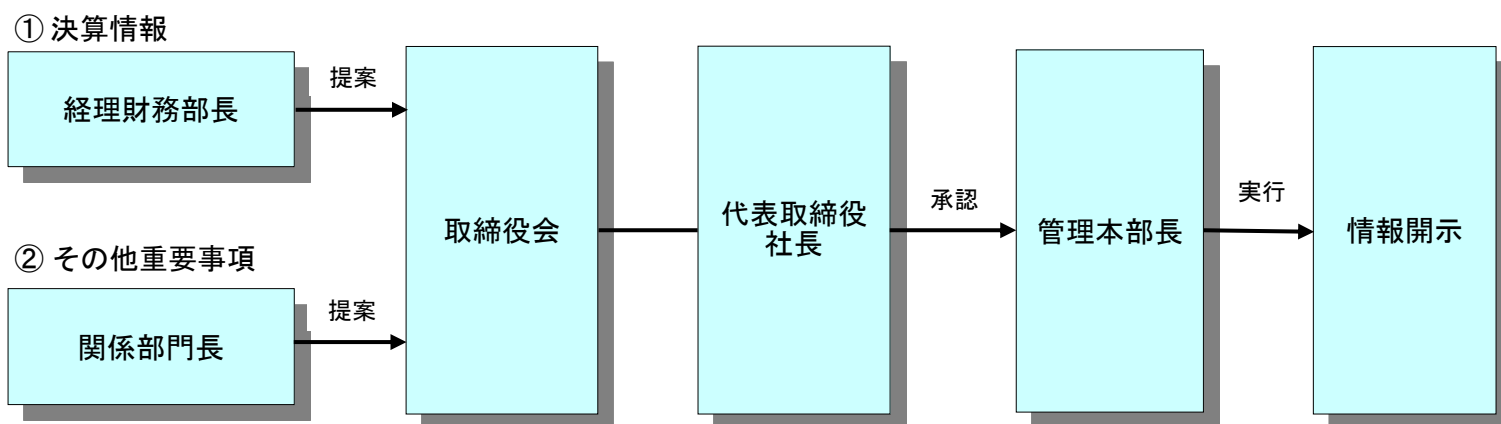 ① 決算情報
経理財務部長
提案
② その他重要事項
関係部門長
提案
取締役会
代表取締役
社長
承認
管理本部長
実行
情報開示